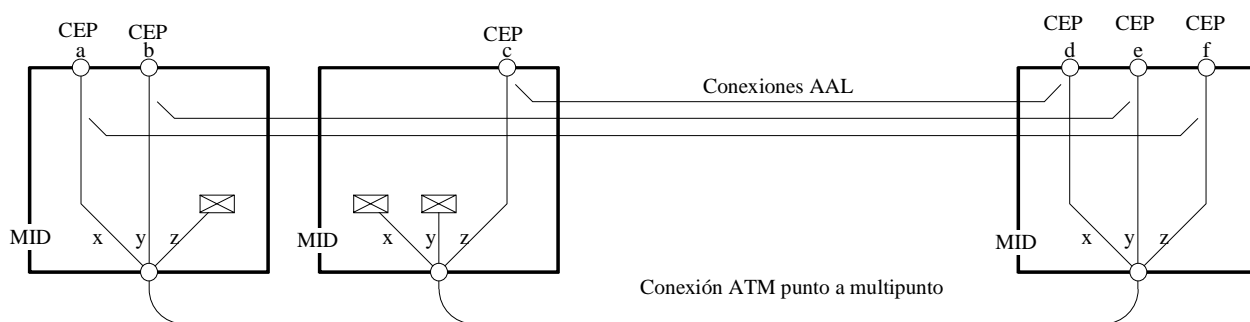 CEP CEP
a b
CEP
c
CEP CEP CEP
d e f
Conexiones AAL
MID x y z
MID x y z
MID x y z
Conexión ATM punto a multipunto